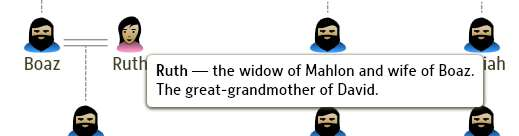 Boaz
Ruth
Ruth — the widow of Mahlon and wife of Boaz.
The great-grandmother of David.